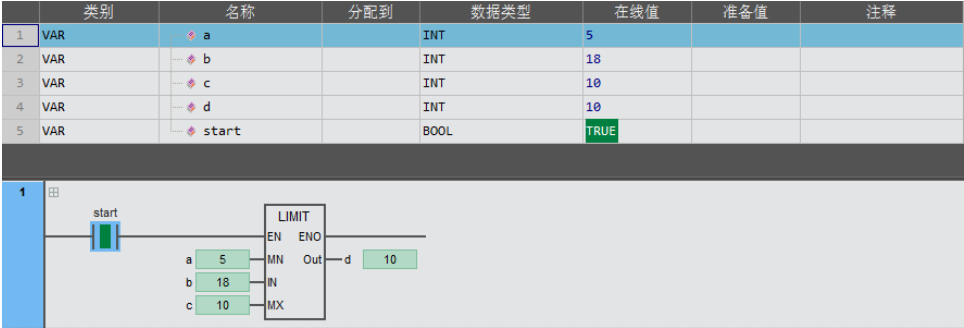 类别 名称 分配到 数据类型 在线值 准备值 注释
1 VAR a INT 5
2 VAR b INT 18
3 VAR c INT 10
4 VAR d INT 10
5 VAR start BOOL TRUE
1
start
LIMIT
EN ENO
a 5 MN Out d 10
b 18 IN
c 10 MX